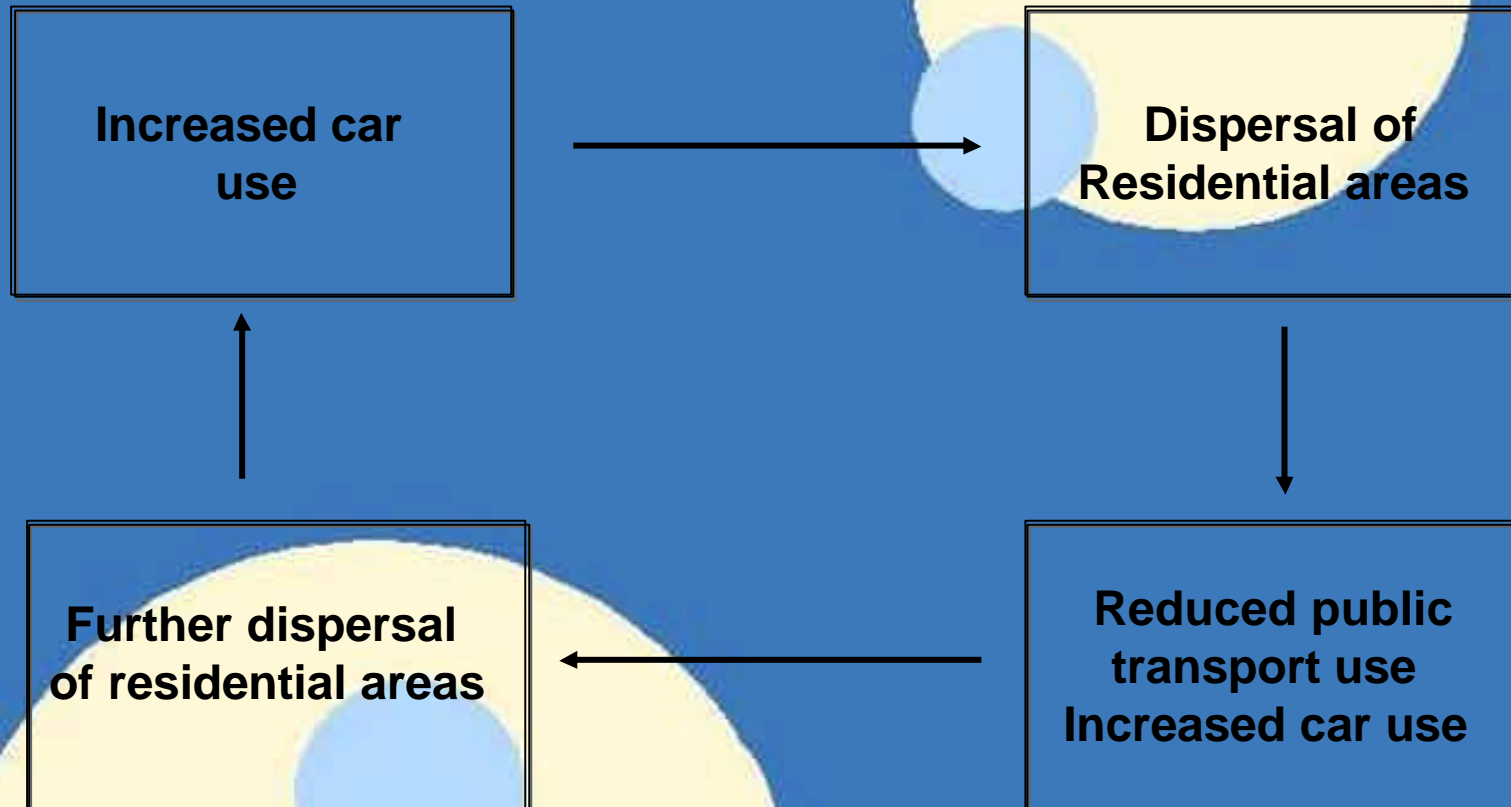 Increased car
use
Dispersal of
Residential areas
Further dispersal
of residential areas
Reduced public
transport use
Increased car use